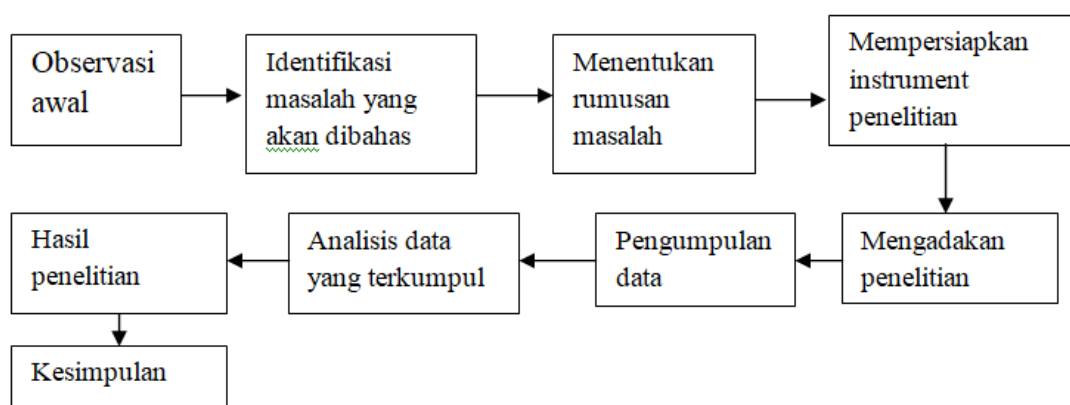 Observasi
awal
Identifikasi
masalah yang
akan dibahas
Menentukan
rumusan
masalah
Mempersiapkan
instrument
penelitian
Mengadakan
penelitian
Pengumpulan
data
Analisis data
yang terkumpul
Hasil
penelitian
Kesimpulan